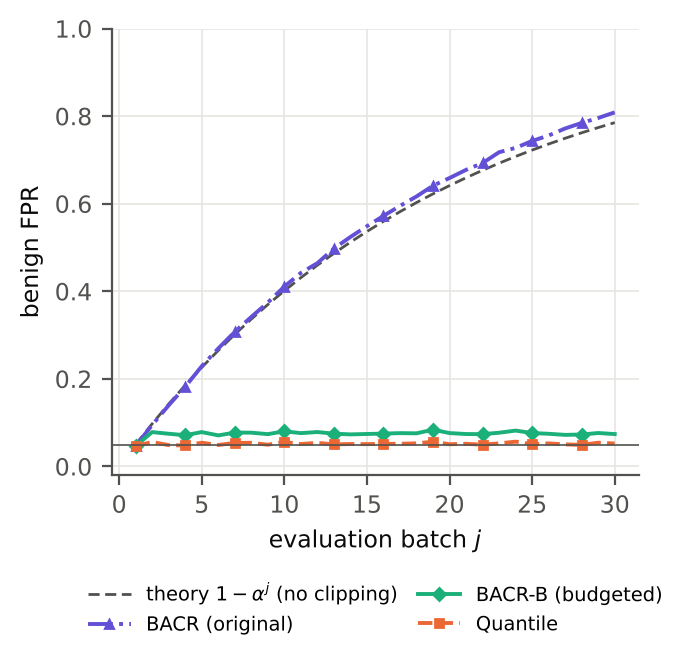 1.0
0.8
0.6
0.4
0.2
0.0
benign FPR
0 5 10 15 20 25 30
evaluation batch j
theory 1 − α^j (no clipping)
BACR (original)
BACR-B (budgeted)
Quantile